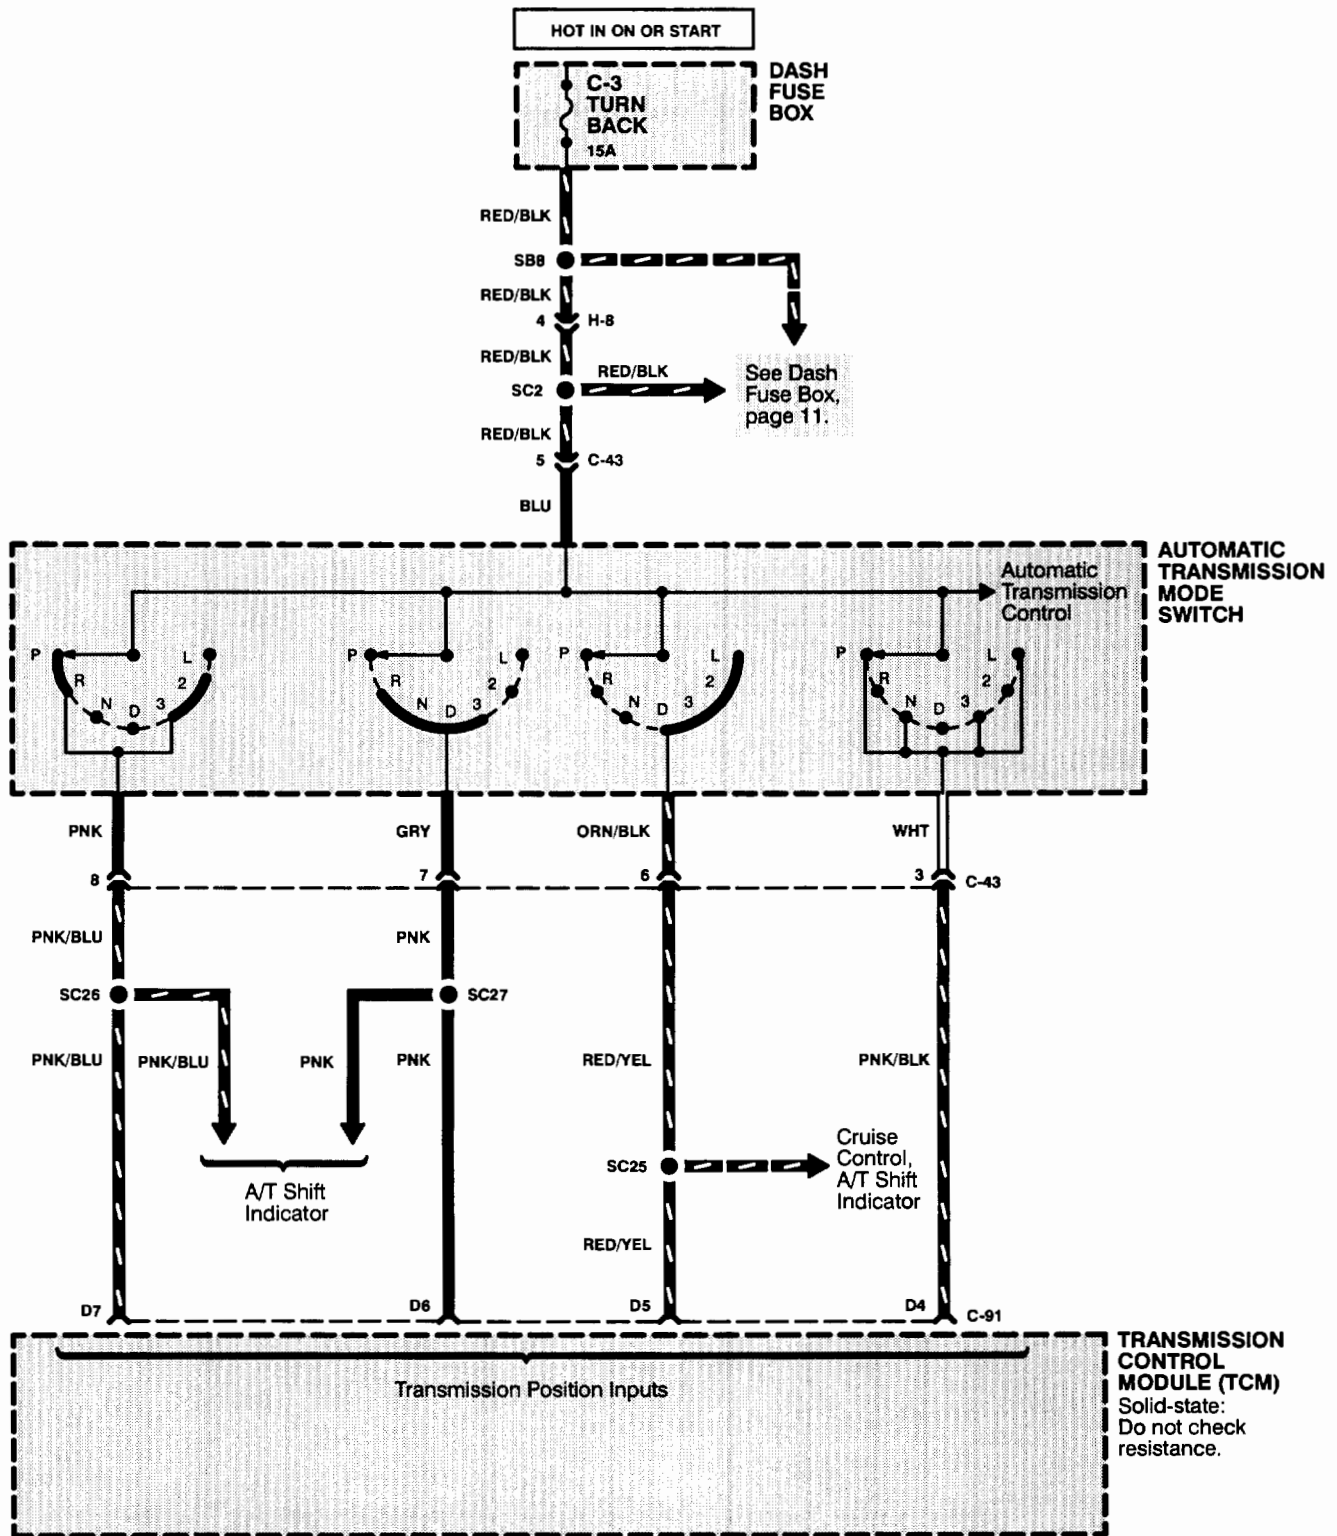 HOT IN ON OR START
C-3
TURN
BACK
15A
DASH
FUSE
BOX
RED/BLK
SB8
RED/BLK
4 H-8
RED/BLK
RED/BLK
SC2
See Dash
Fuse Box,
page 11.
RED/BLK
5 C-43
BLU
AUTOMATIC
TRANSMISSION
MODE
SWITCH
Automatic
Transmission
Control
P R N D 3 2 L
P R N D 3 2 L
P R N D 3 2 L
P R N D 3 2 L
PNK GRY ORN/BLK WHT
8 7 6 3 C-43
PNK/BLU PNK
SC26 SC27
PNK/BLU PNK/BLU PNK PNK RED/YEL PNK/BLK
A/T Shift
Indicator
SC25
Cruise
Control,
A/T Shift
Indicator
RED/YEL
D7 D6 D5 D4 C-91
Transmission Position Inputs
TRANSMISSION
CONTROL
MODULE (TCM)
Solid-state:
Do not check
resistance.